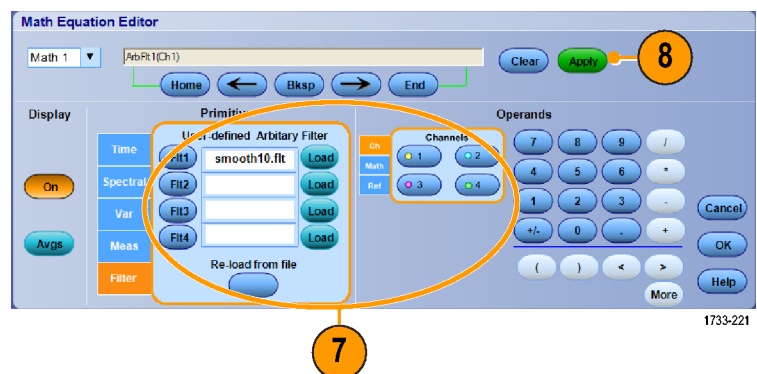 Math Equation Editor
Math 1
ArbFlt1(Ch1)
Clear
Apply
8
Home
Bksp
End
Display
Operands
User-defined Arbitary Filter
Time
Spectral
Var
Meas
Filter
On
Avgs
Flt1 smooth10.flt Load
Flt2 Load
Flt3 Load
Flt4 Load
Re-load from file
Ch
Math
Ref
Channels
1 2
3 4
7 8 9 /
4 5 6 *
1 2 3 -
+/- 0 . +
( ) < >
More
Cancel
OK
Help
1733-221
7